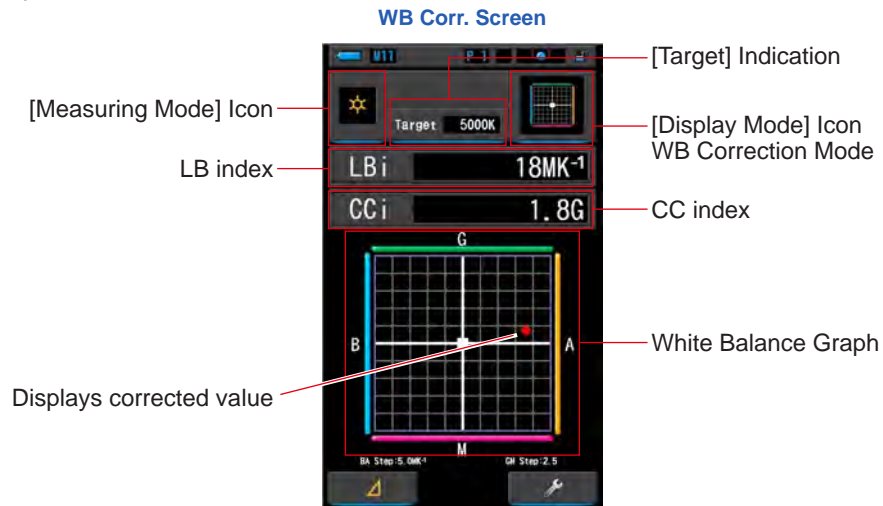 WB Corr. Screen
M11 P 1
[Target] Indication
[Measuring Mode] Icon
Target 5000K
[Display Mode] Icon
WB Correction Mode
LB index
LBi 18MK-1
CCi 1.8G
CC index
G
B
A
White Balance Graph
Displays corrected value
M
BA Step:5.0MK-1 GM Step:2.5